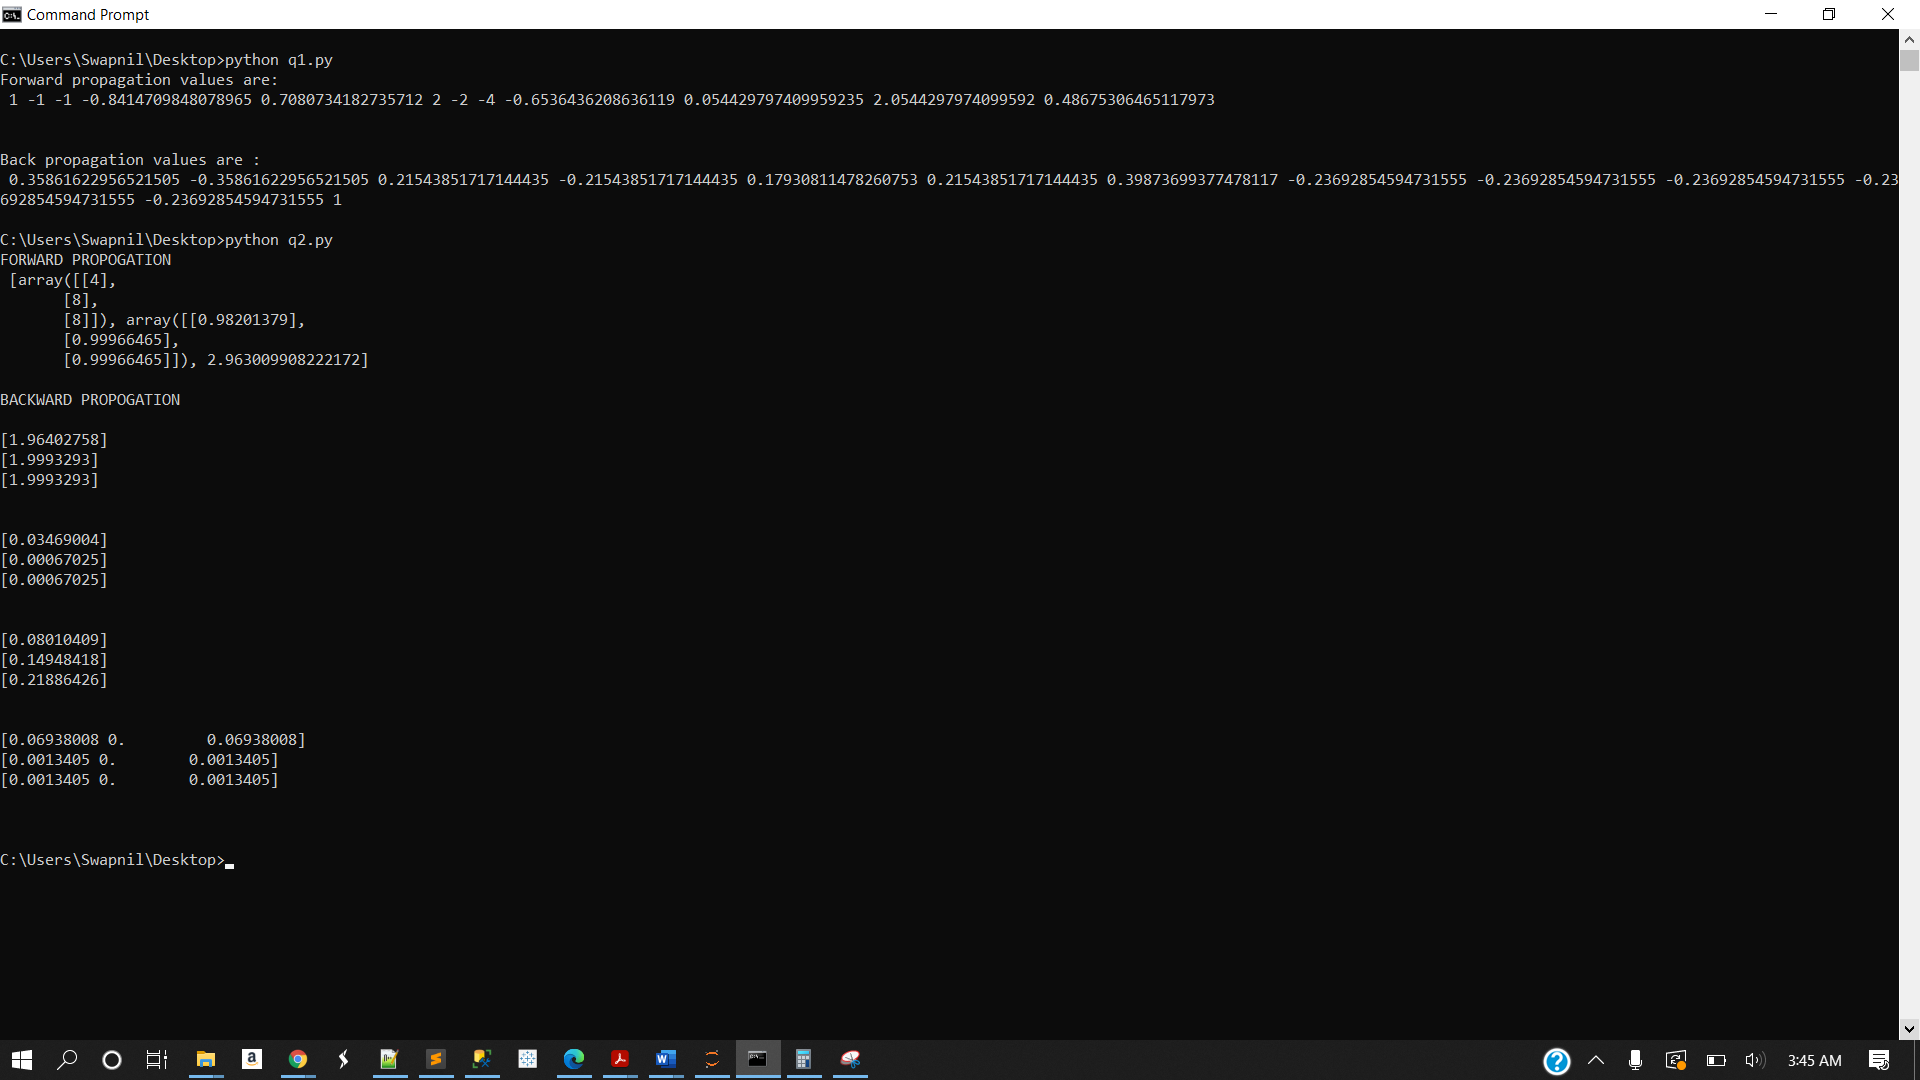 Command Prompt
C:\Users\Swapnil\Desktop>python q1.py
Forward propagation values are:
 1 -1 -1 -0.8414709848078965 0.7080734182735712 2 -2 -4 -0.6536436208636119 0.054429797409959235 2.0544297974099592 0.48675306465117973
Back propagation values are :
 0.35861622956521505 -0.35861622956521505 0.21543851717144435 -0.21543851717144435 0.17930811478260753 0.21543851717144435 0.39873699377478117 -0.23692854594731555 -0.23692854594731555 -0.23692854594731555 -0.23
692854594731555 -0.23692854594731555 1
C:\Users\Swapnil\Desktop>python q2.py
FORWARD PROPOGATION
 [array([[4],
       [8],
       [8]]), array([[0.98201379],
       [0.99966465],
       [0.99966465]]), 2.963009908222172]
BACKWARD PROPOGATION
[1.96402758]
[1.9993293]
[1.9993293]
[0.03469004]
[0.00067025]
[0.00067025]
[0.08010409]
[0.14948418]
[0.21886426]
[0.06938008 0.         0.06938008]
[0.0013405 0.        0.0013405]
[0.0013405 0.        0.0013405]
C:\Users\Swapnil\Desktop>
3:45 AM